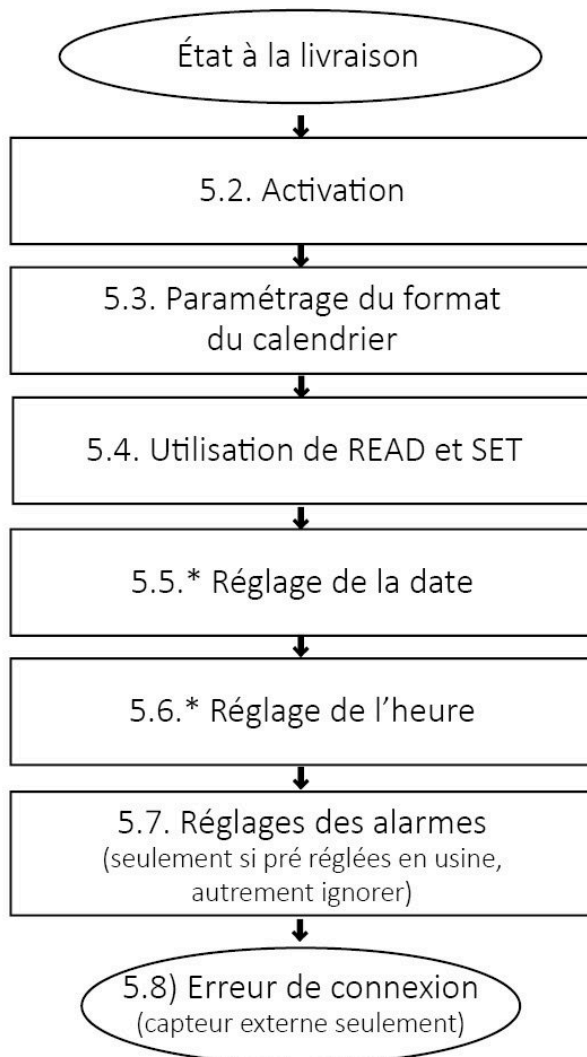 État à la livraison
5.2. Activation
5.3. Paramétrage du format
du calendrier
5.4. Utilisation de READ et SET
5.5.* Réglage de la date
5.6.* Réglage de l'heure
5.7. Réglages des alarmes
(seulement si pré réglées en usine,
autrement ignorer)
5.8) Erreur de connexion
(capteur externe seulement)